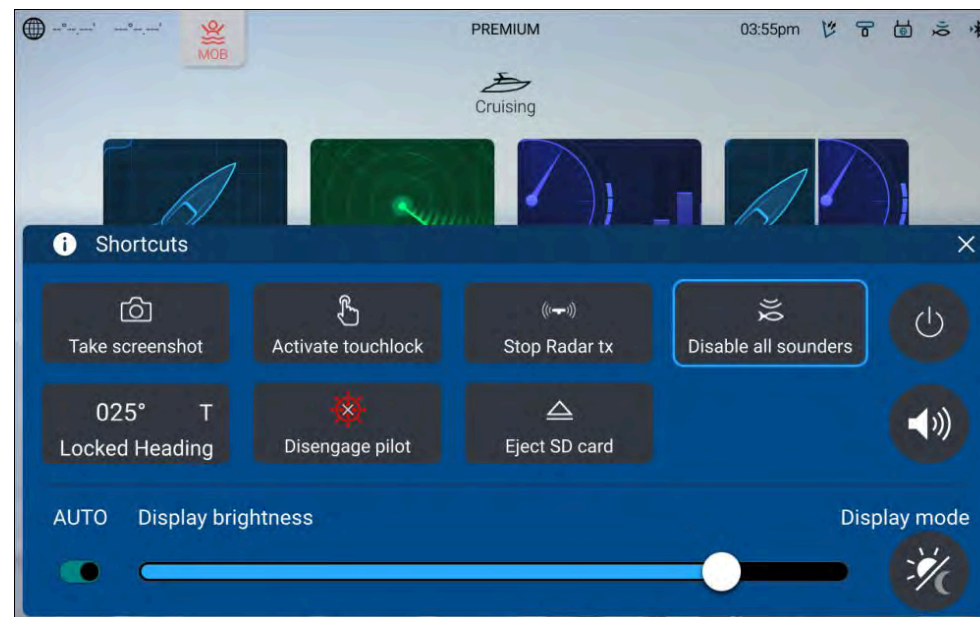 --°--.---' ---°--.---'
MOB
PREMIUM
03:55pm
Cruising
Shortcuts
Take screenshot
Activate touchlock
Stop Radar tx
Disable all sounders
025° T
Locked Heading
Disengage pilot
Eject SD card
AUTO
Display brightness
Display mode